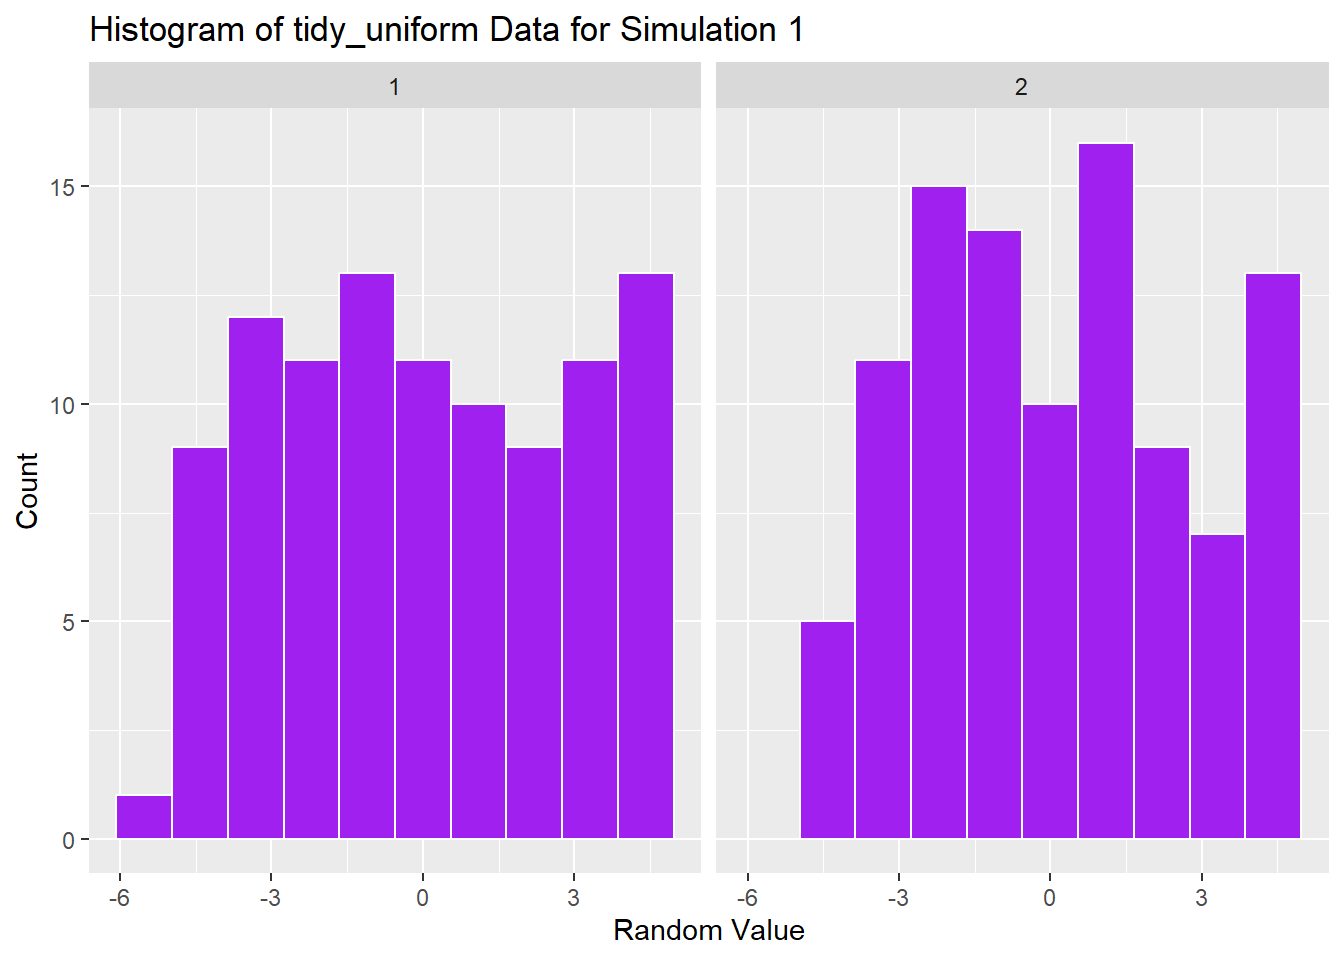 Histogram of tidy_uniform Data for Simulation 1
1 2
15
10
5
0
Count
-6 -3 0 3 -6 -3 0 3
Random Value